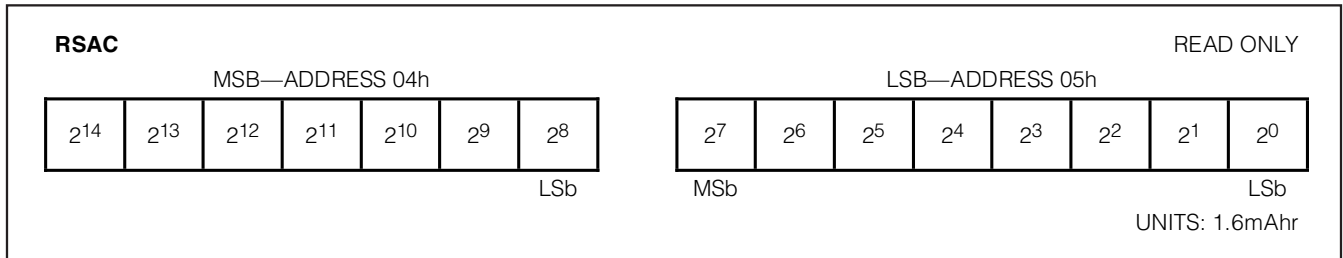 RSAC READ ONLY
MSB—ADDRESS 04h LSB—ADDRESS 05h
2^14 2^13 2^12 2^11 2^10 2^9 2^8 2^7 2^6 2^5 2^4 2^3 2^2 2^1 2^0
LSb MSb LSb
UNITS: 1.6mAhr